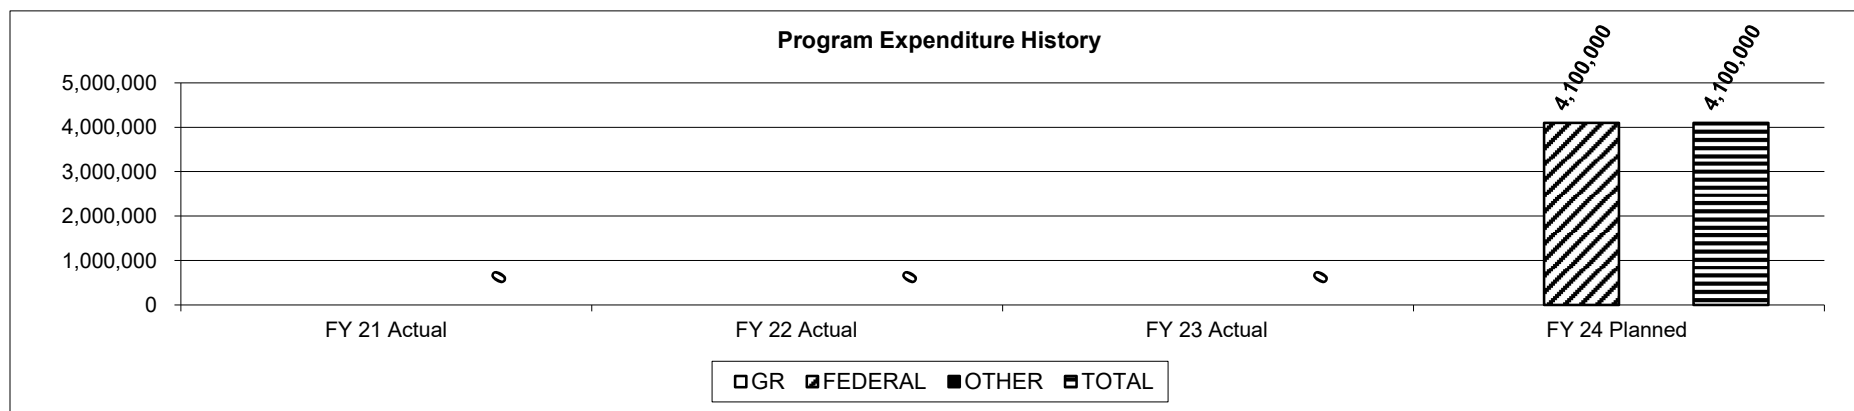 Program Expenditure History
4,100,000
4,100,000
5,000,000
4,000,000
3,000,000
2,000,000
1,000,000
0
0
0
0
FY 21 Actual
FY 22 Actual
FY 23 Actual
FY 24 Planned
GR FEDERAL OTHER TOTAL